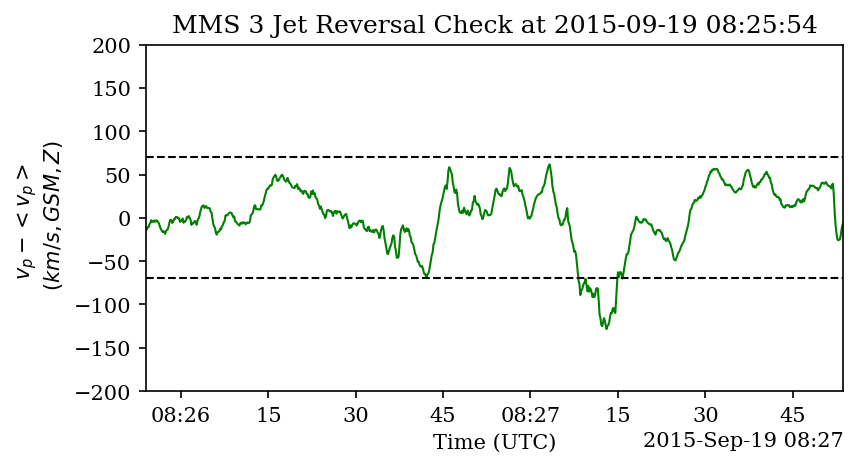 MMS 3 Jet Reversal Check at 2015-09-19 08:25:54
200
150
100
50
0
−50
−100
−150
−200
v_p − < v_p >
(km/s, GSM, Z)
08:26 15 30 45 08:27 15 30 45
Time (UTC)
2015-Sep-19 08:27